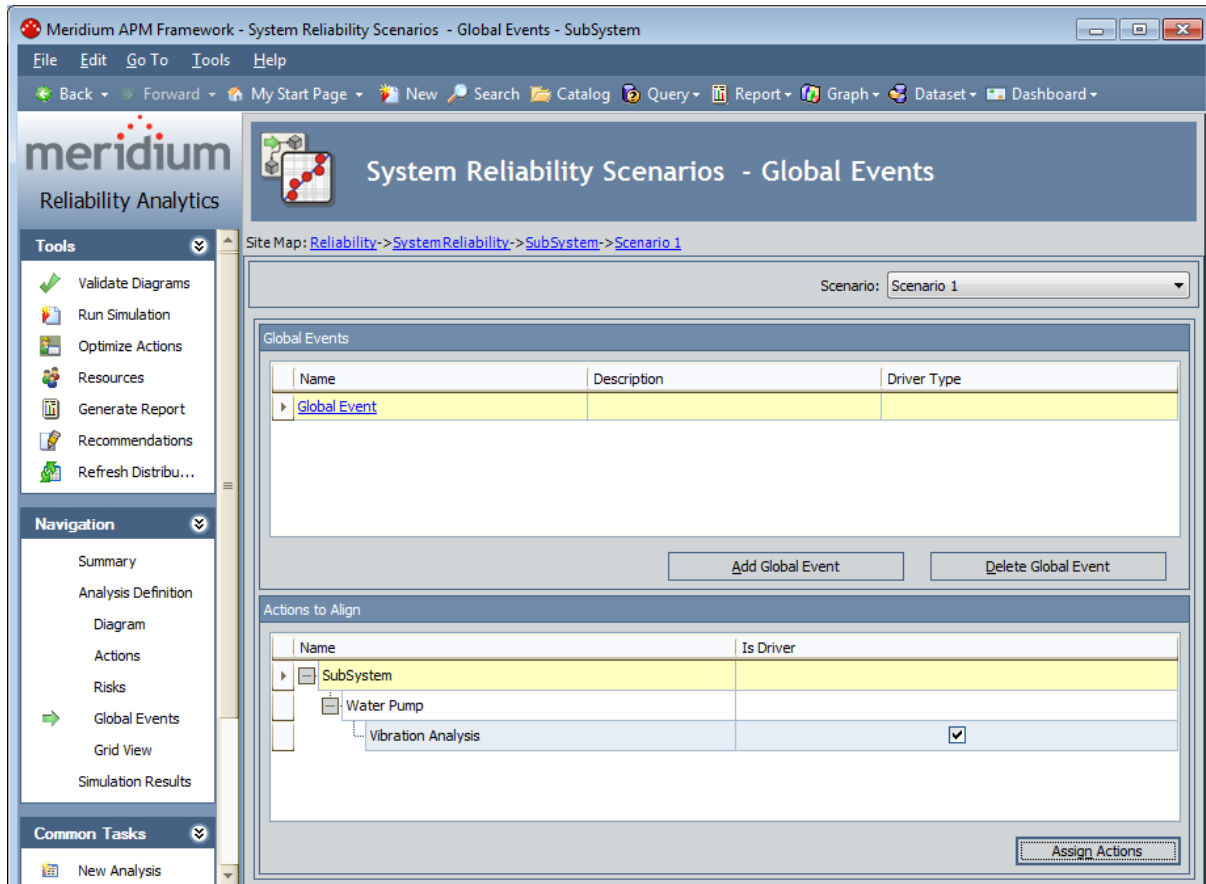 Meridium APM Framework - System Reliability Scenarios - Global Events - SubSystem
File Edit Go To Tools Help
Back Forward My Start Page New Search Catalog Query Report Graph Dataset Dashboard
meridium
Reliability Analytics
System Reliability Scenarios - Global Events
Site Map: Reliability->SystemReliability->SubSystem->Scenario 1
Scenario: Scenario 1
Tools
Validate Diagrams
Run Simulation
Optimize Actions
Resources
Generate Report
Recommendations
Refresh Distribu...
Navigation
Summary
Analysis Definition
Diagram
Actions
Risks
Global Events
Grid View
Simulation Results
Common Tasks
New Analysis
Global Events
Name Description Driver Type
Global Event
Add Global Event Delete Global Event
Actions to Align
Name Is Driver
SubSystem
Water Pump
Vibration Analysis
Assign Actions